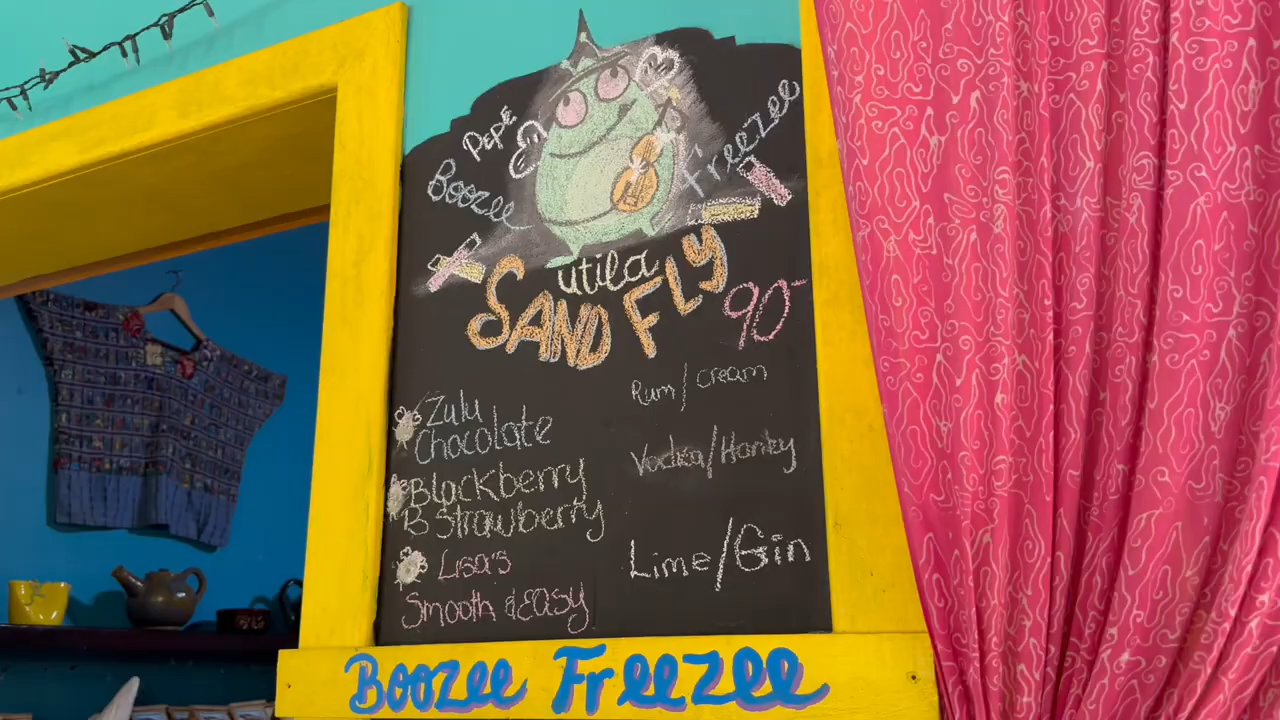 Pepe
Boozee Freezee
utila
SAND FLY
90-
Zulu
Chocolate
Rum/cream
Blackberry
B Strawberry
Vodka/Honey
Lisa's
Smooth & EASY
Lime/Gin
Boozee Freezee